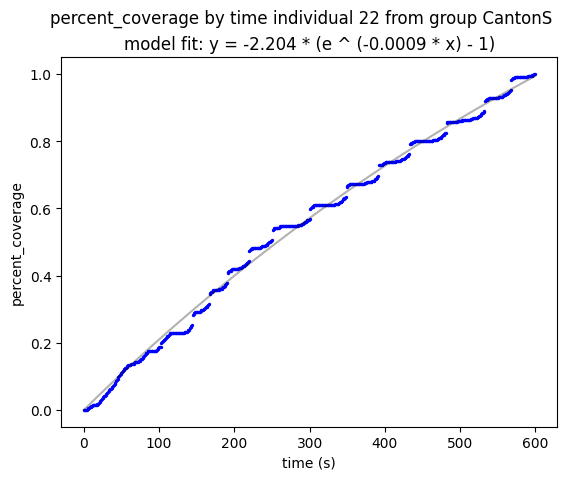 percent_coverage by time individual 22 from group CantonS
model fit: y = -2.204 * (e ^ (-0.0009 * x) - 1)
1.0
0.8
0.6
0.4
0.2
0.0
percent_coverage
0 100 200 300 400 500 600
time (s)